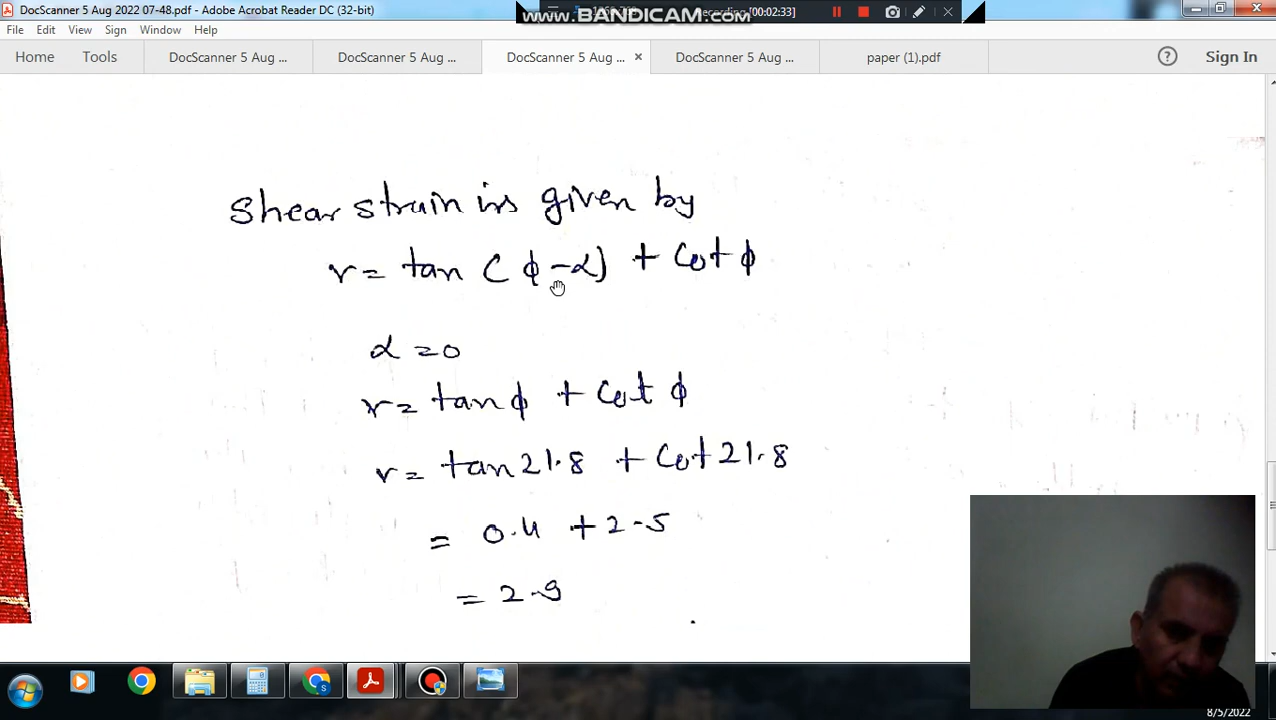 DocScanner 5 Aug 2022 07-48.pdf - Adobe Acrobat Reader DC (32-bit)
www.BANDICAM.com
[00:02:33]
File Edit View Sign Window Help
Home Tools DocScanner 5 Aug ... DocScanner 5 Aug ... DocScanner 5 Aug ... × DocScanner 5 Aug ... paper (1).pdf Sign In
Shear strain is given by
r = tan (ϕ-α) + Cot ϕ
α = 0
r = tan ϕ + Cot ϕ
r = tan 21.8 + Cot 21.8
= 0.4 + 2.5
= 2.9
8/5/2022